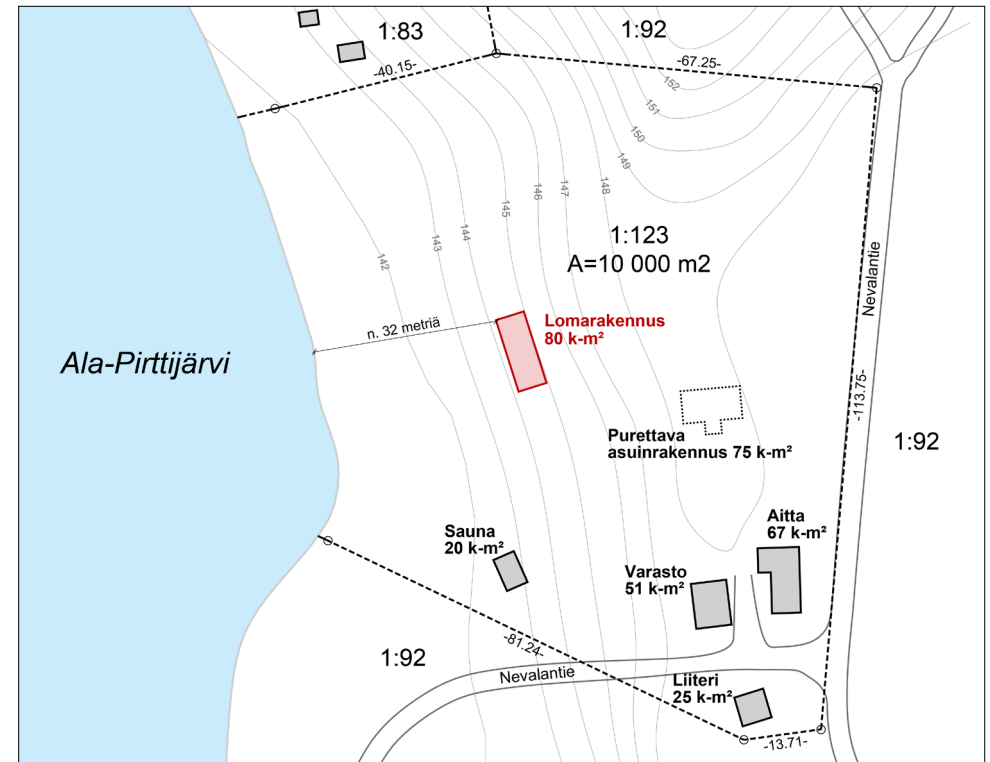 1:83
1:92
-40.15-
-67.25-
152
151
150
149
148
147
146
145
144
143
142
1:123
A=10 000 m2
Nevalantie
n. 32 metriä
Lomarakennus
80 k-m²
Ala-Pirttijärvi
-113.75-
Purettava
asuinrakennus 75 k-m²
1:92
Aitta
67 k-m²
Sauna
20 k-m²
Varasto
51 k-m²
-81.24-
1:92
Nevalantie
Liiteri
25 k-m²
-13.71-